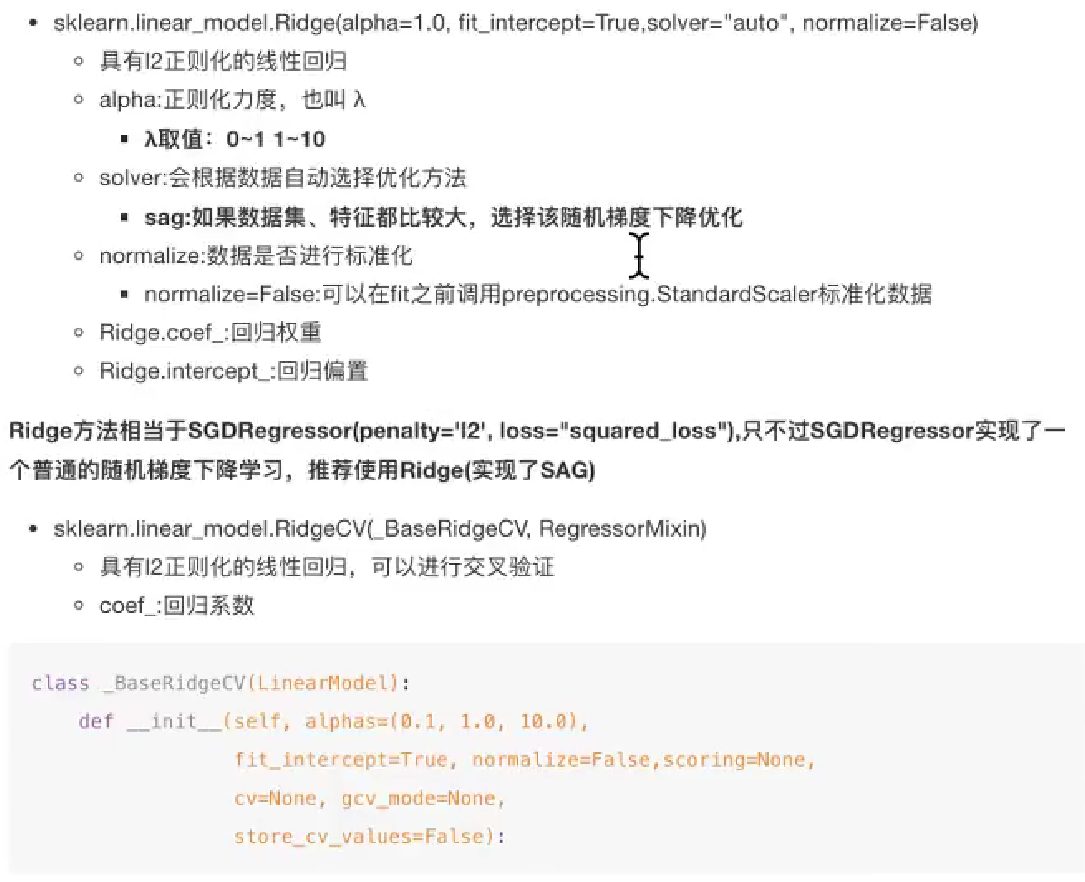 sklearn.linear_model.Ridge(alpha=1.0, fit_intercept=True,solver="auto", normalize=False)
具有l2正则化的线性回归
alpha:正则化力度，也叫 λ
λ取值：0~1 1~10
solver:会根据数据自动选择优化方法
sag:如果数据集、特征都比较大，选择该随机梯度下降优化
normalize:数据是否进行标准化
normalize=False:可以在fit之前调用preprocessing.StandardScaler标准化数据
Ridge.coef_:回归权重
Ridge.intercept_:回归偏置
Ridge方法相当于SGDRegressor(penalty='l2', loss="squared_loss"),只不过SGDRegressor实现了一
个普通的随机梯度下降学习，推荐使用Ridge(实现了SAG)
sklearn.linear_model.RidgeCV(_BaseRidgeCV, RegressorMixin)
具有l2正则化的线性回归，可以进行交叉验证
coef_:回归系数
class _BaseRidgeCV(LinearModel):
def __init__(self, alphas=(0.1, 1.0, 10.0),
fit_intercept=True, normalize=False,scoring=None,
cv=None, gcv_mode=None,
store_cv_values=False):